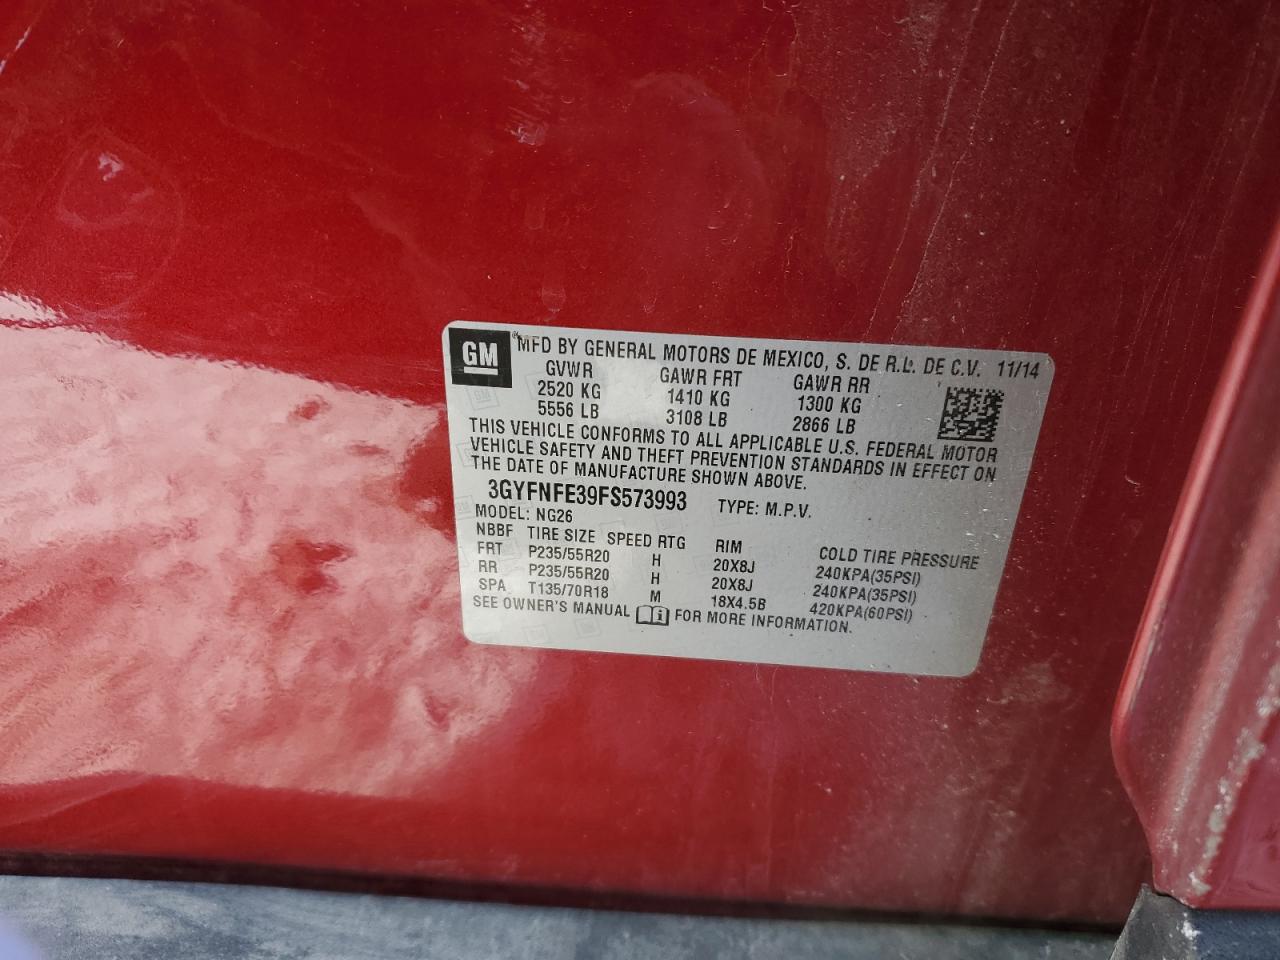 GM
MFD BY GENERAL MOTORS DE MEXICO, S. DE R.L. DE C.V. 11/14
GVWR GAWR FRT GAWR RR
2520 KG 1410 KG 1300 KG
5556 LB 3108 LB 2866 LB
THIS VEHICLE CONFORMS TO ALL APPLICABLE U.S. FEDERAL MOTOR
VEHICLE SAFETY AND THEFT PREVENTION STANDARDS IN EFFECT ON
THE DATE OF MANUFACTURE SHOWN ABOVE.
3GYFNFE39FS573993 TYPE: M.P.V.
MODEL: NG26
NBBF TIRE SIZE SPEED RTG RIM COLD TIRE PRESSURE
FRT P235/55R20 H 20X8J 240KPA(35PSI)
RR P235/55R20 H 20X8J 240KPA(35PSI)
SPA T135/70R18 M 18X4.5B 420KPA(60PSI)
SEE OWNER'S MANUAL FOR MORE INFORMATION.